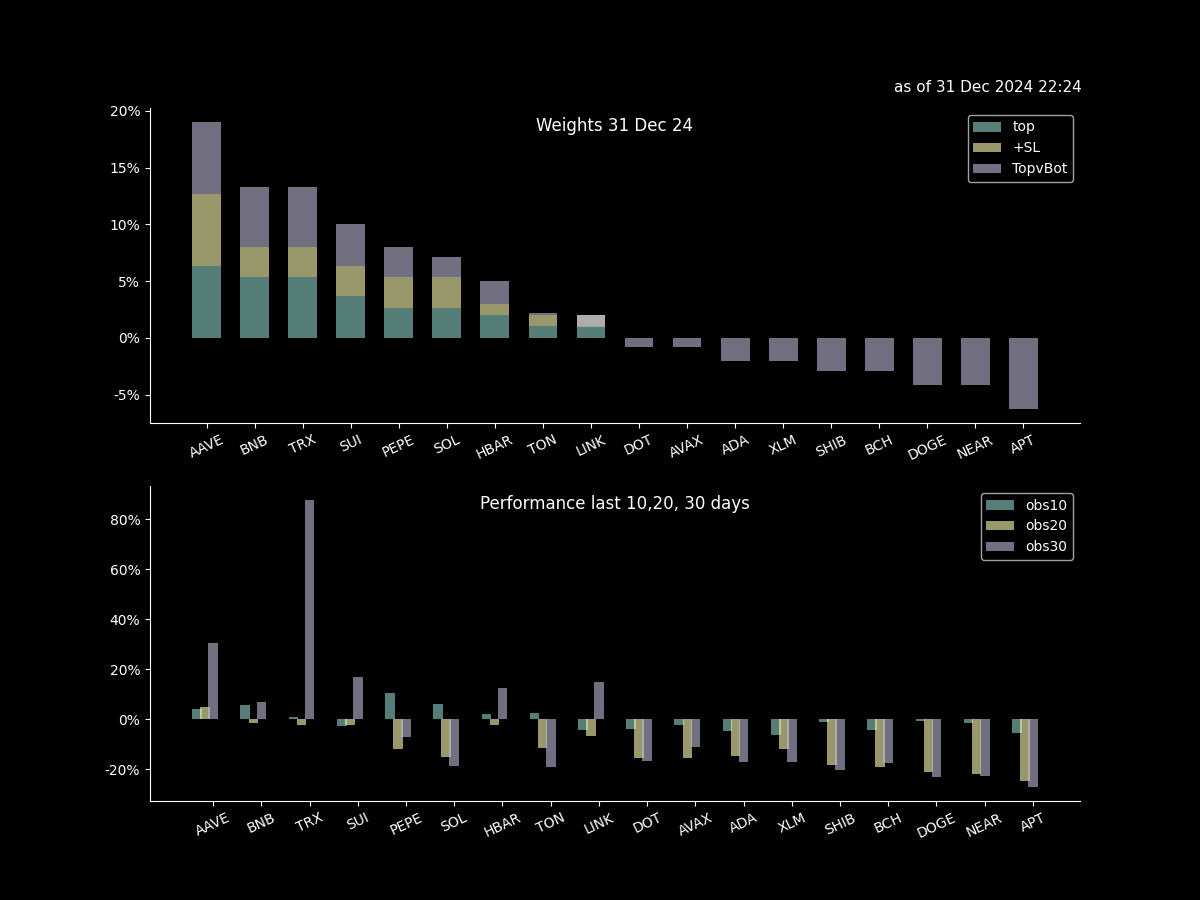 as of 31 Dec 2024 22:24
Weights 31 Dec 24
top
+SL
TopvBot
20%
15%
10%
5%
0%
-5%
AAVE BNB TRX SUI PEPE SOL HBAR TON LINK DOT AVAX ADA XLM SHIB BCH DOGE NEAR APT
Performance last 10,20, 30 days
obs10
obs20
obs30
80%
60%
40%
20%
0%
-20%
AAVE BNB TRX SUI PEPE SOL HBAR TON LINK DOT AVAX ADA XLM SHIB BCH DOGE NEAR APT